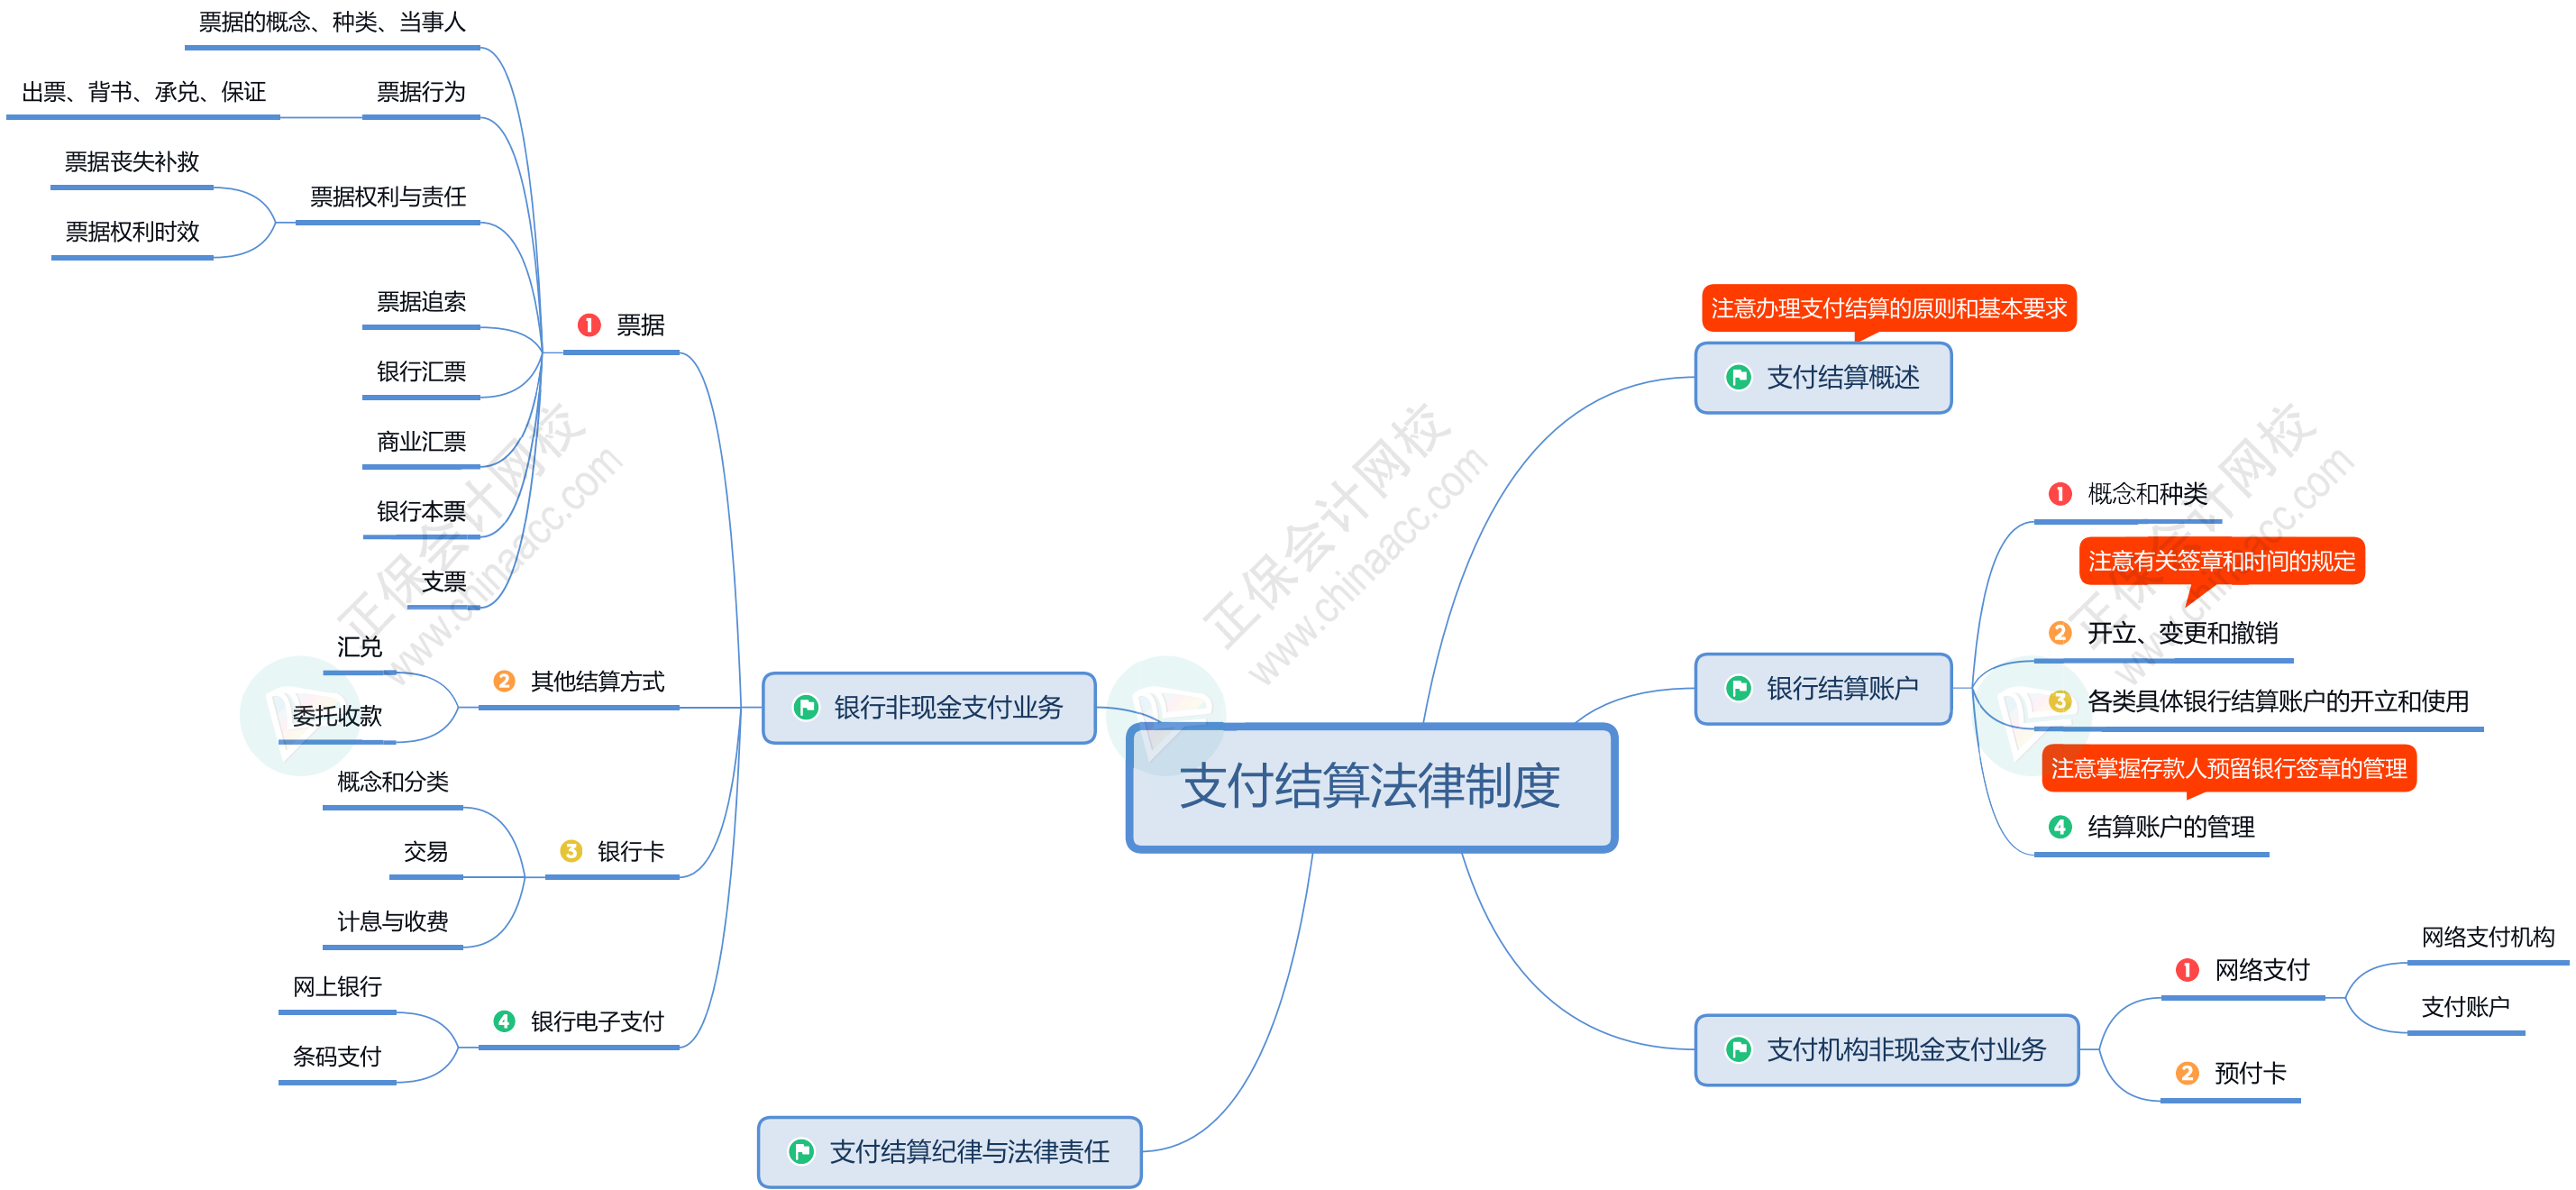 支付结算法律制度
注意办理支付结算的原则和基本要求
支付结算概述
银行结算账户
概念和种类
注意有关签章和时间的规定
开立、变更和撤销
各类具体银行结算账户的开立和使用
注意掌握存款人预留银行签章的管理
结算账户的管理
支付机构非现金支付业务
网络支付
网络支付机构
支付账户
预付卡
银行非现金支付业务
票据
票据的概念、种类、当事人
票据行为
出票、背书、承兑、保证
票据权利与责任
票据丧失补救
票据权利时效
票据追索
银行汇票
商业汇票
银行本票
支票
其他结算方式
汇兑
委托收款
银行卡
概念和分类
交易
计息与收费
银行电子支付
网上银行
条码支付
支付结算纪律与法律责任
正保会计网校
www.chinaacc.com
正保会计网校
www.chinaacc.com
正保会计网校
www.chinaacc.com